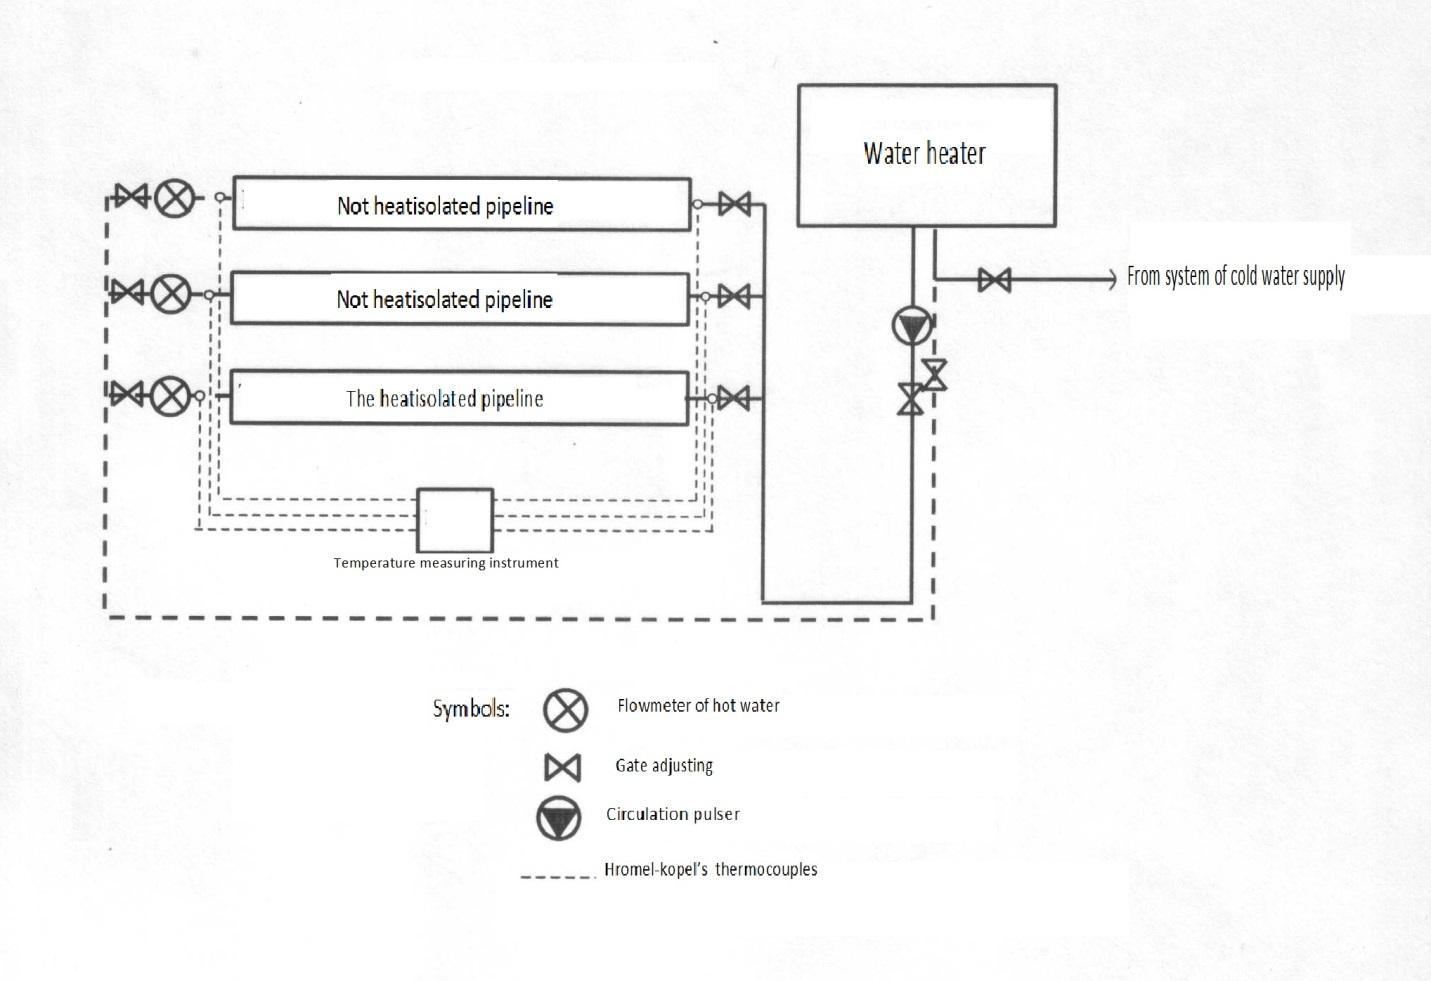 Water heater
Not heatisolated pipeline
From system of cold water supply
Not heatisolated pipeline
The heatisolated pipeline
Temperature measuring instrument
Symbols:
Flowmeter of hot water
Gate adjusting
Circulation pulser
Hromel-kopel's thermocouples